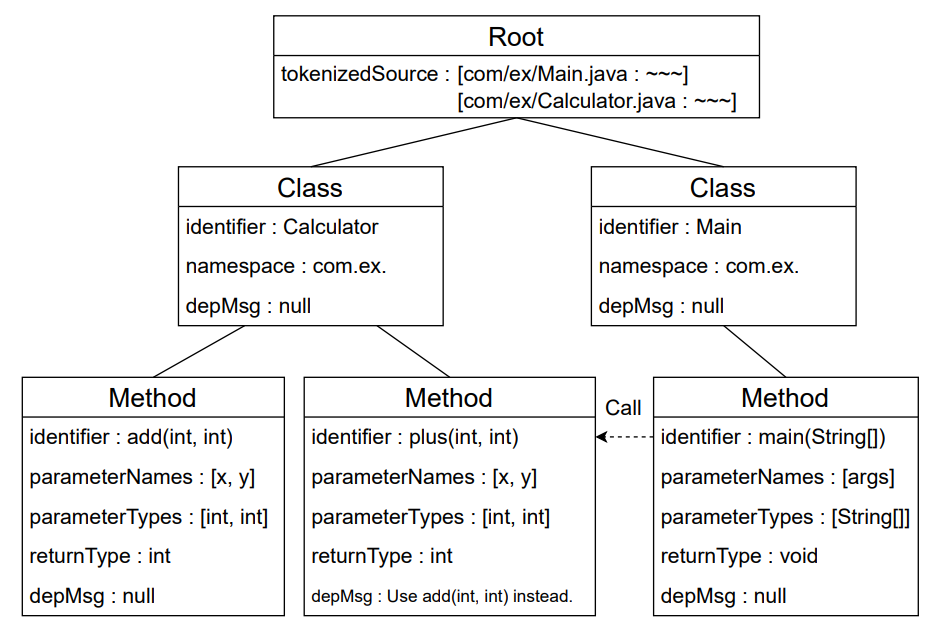 Root
tokenizedSource : [com/ex/Main.java : ~~~]
[com/ex/Calculator.java : ~~~]
Class
identifier : Calculator
namespace : com.ex.
depMsg : null
Class
identifier : Main
namespace : com.ex.
depMsg : null
Method
identifier : add(int, int)
parameterNames : [x, y]
parameterTypes : [int, int]
returnType : int
depMsg : null
Method
identifier : plus(int, int)
parameterNames : [x, y]
parameterTypes : [int, int]
returnType : int
depMsg : Use add(int, int) instead.
Call
Method
identifier : main(String[])
parameterNames : [args]
parameterTypes : [String[]]
returnType : void
depMsg : null